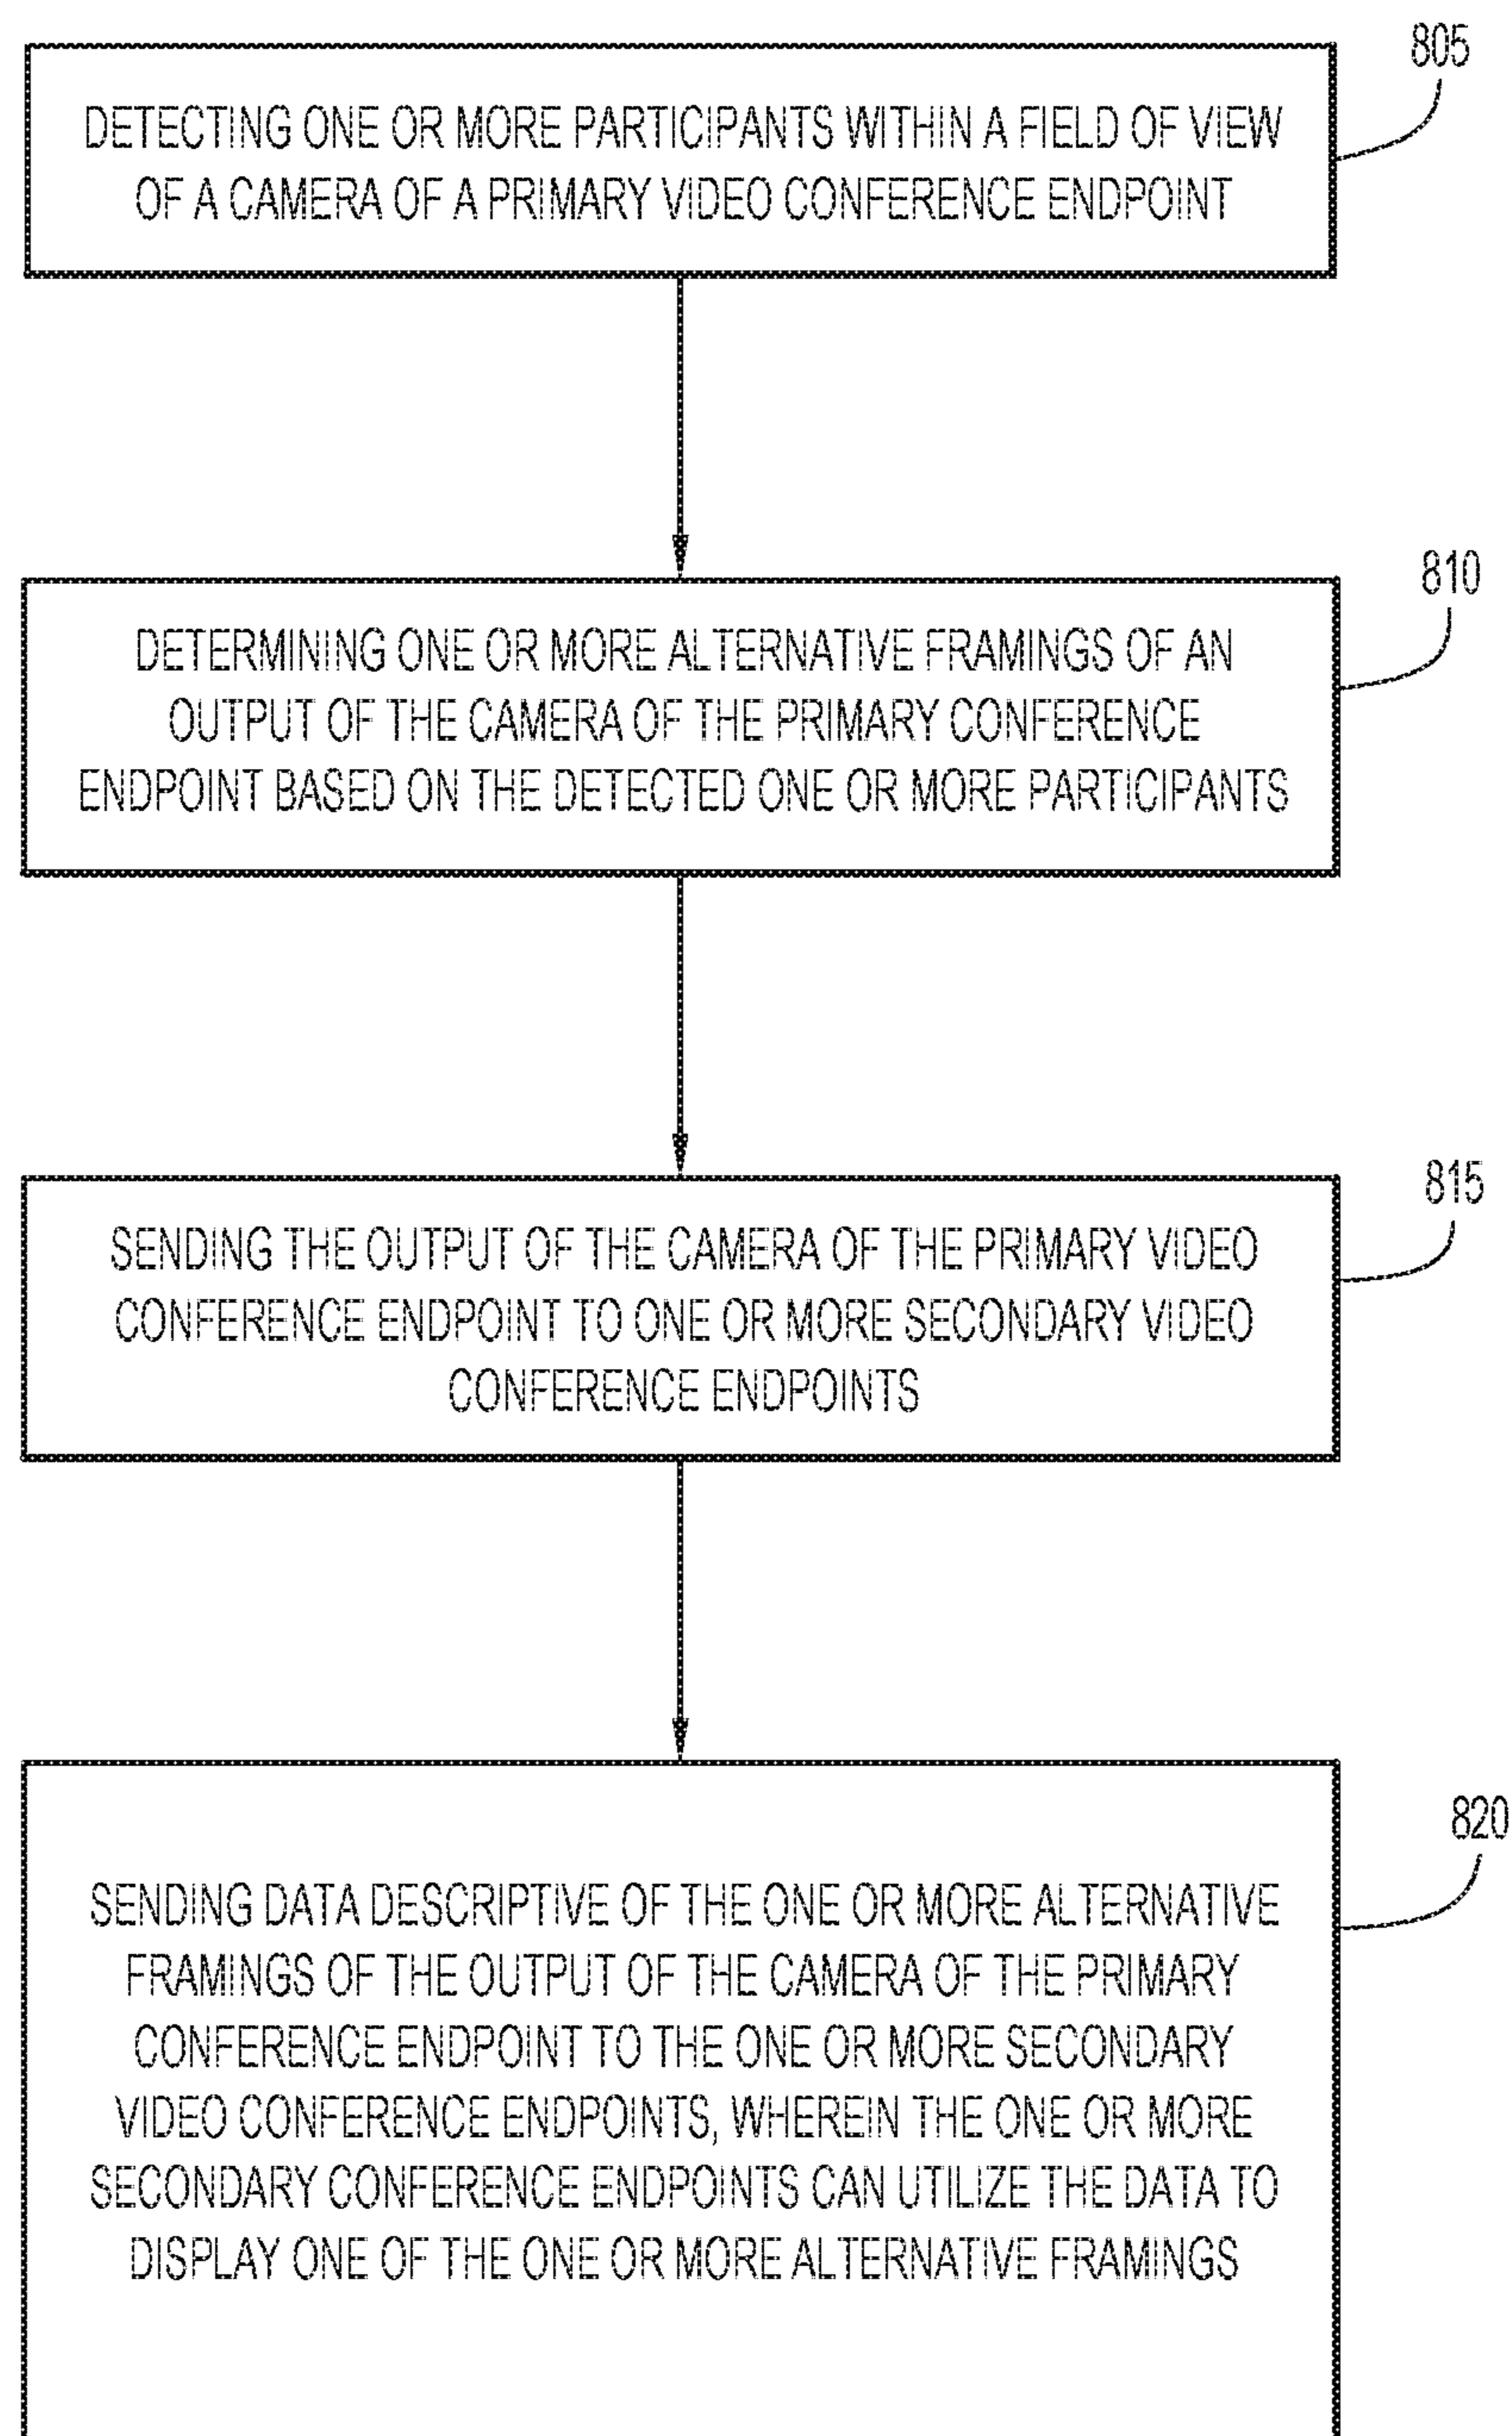 805
DETECTING ONE OR MORE PARTICIPANTS WITHIN A FIELD OF VIEW
OF A CAMERA OF A PRIMARY VIDEO CONFERENCE ENDPOINT
810
DETERMINING ONE OR MORE ALTERNATIVE FRAMINGS OF AN
OUTPUT OF THE CAMERA OF THE PRIMARY CONFERENCE
ENDPOINT BASED ON THE DETECTED ONE OR MORE PARTICIPANTS
815
SENDING THE OUTPUT OF THE CAMERA OF THE PRIMARY VIDEO
CONFERENCE ENDPOINT TO ONE OR MORE SECONDARY VIDEO
CONFERENCE ENDPOINTS
820
SENDING DATA DESCRIPTIVE OF THE ONE OR MORE ALTERNATIVE
FRAMINGS OF THE OUTPUT OF THE CAMERA OF THE PRIMARY
CONFERENCE ENDPOINT TO THE ONE OR MORE SECONDARY
VIDEO CONFERENCE ENDPOINTS, WHEREIN THE ONE OR MORE
SECONDARY CONFERENCE ENDPOINTS CAN UTILIZE THE DATA TO
DISPLAY ONE OF THE ONE OR MORE ALTERNATIVE FRAMINGS